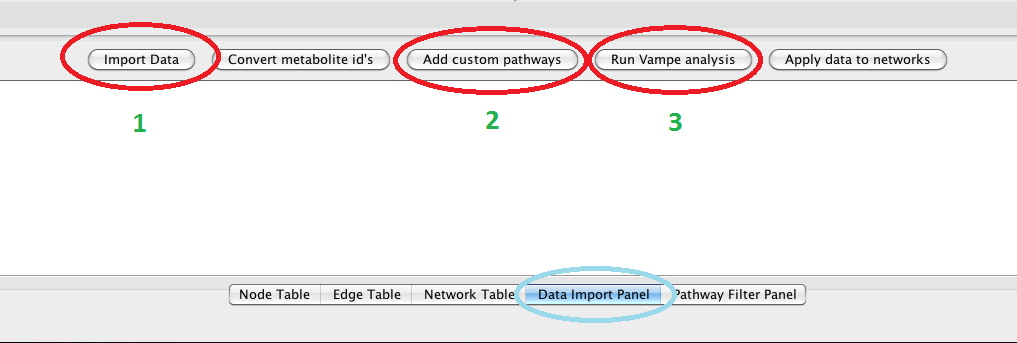 Import Data Convert metabolite id's Add custom pathways Run Vampe analysis Apply data to networks
1 2 3
Node Table Edge Table Network Table Data Import Panel Pathway Filter Panel